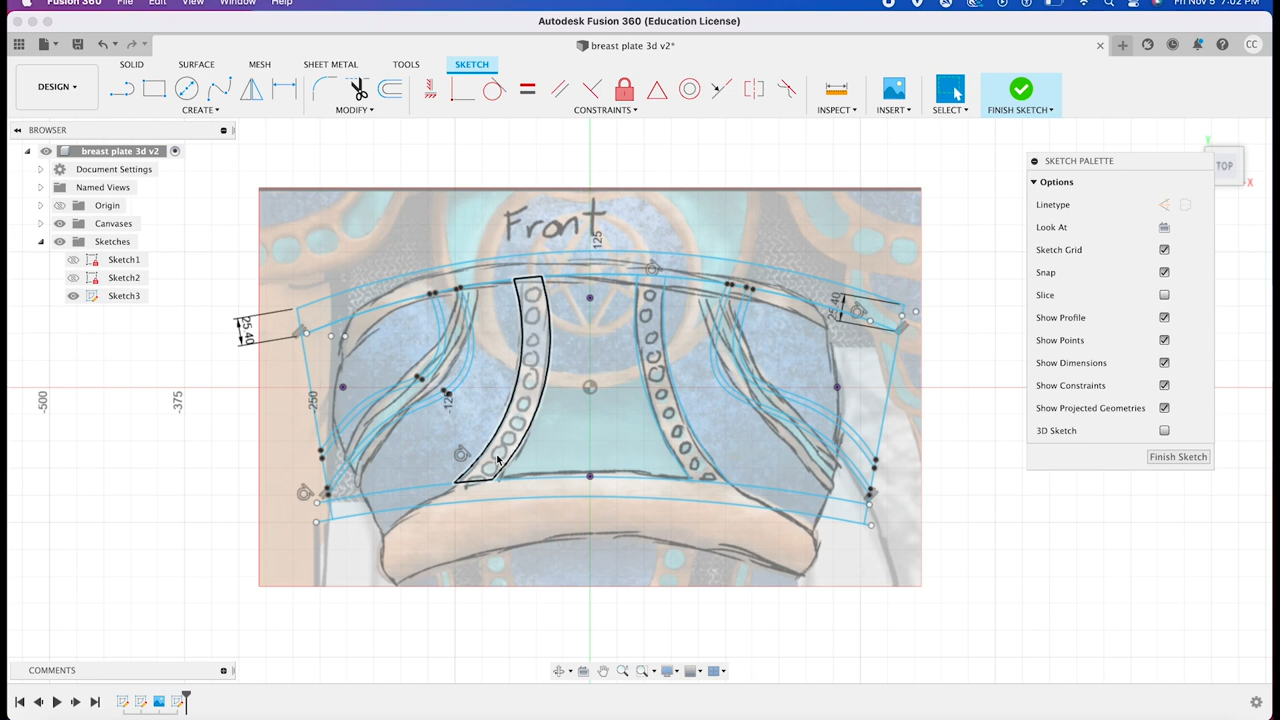 Fusion 360 File Edit View Window Help
Fri Nov 5 7:02 PM
Autodesk Fusion 360 (Education License)
breast plate 3d v2*
CC
SOLID SURFACE MESH SHEET METAL TOOLS SKETCH
DESIGN
CREATE MODIFY CONSTRAINTS INSPECT INSERT SELECT FINISH SKETCH
BROWSER
breast plate 3d v2
Document Settings
Named Views
Origin
Canvases
Sketches
Sketch1
Sketch2
Sketch3
SKETCH PALETTE
TOP
X
Y
Options
Linetype
Look At
Sketch Grid
Snap
Slice
Show Profile
Show Points
Show Dimensions
Show Constraints
Show Projected Geometries
3D Sketch
Finish Sketch
Front
125
25.40
25.40
-500
-375
-250
-125
COMMENTS